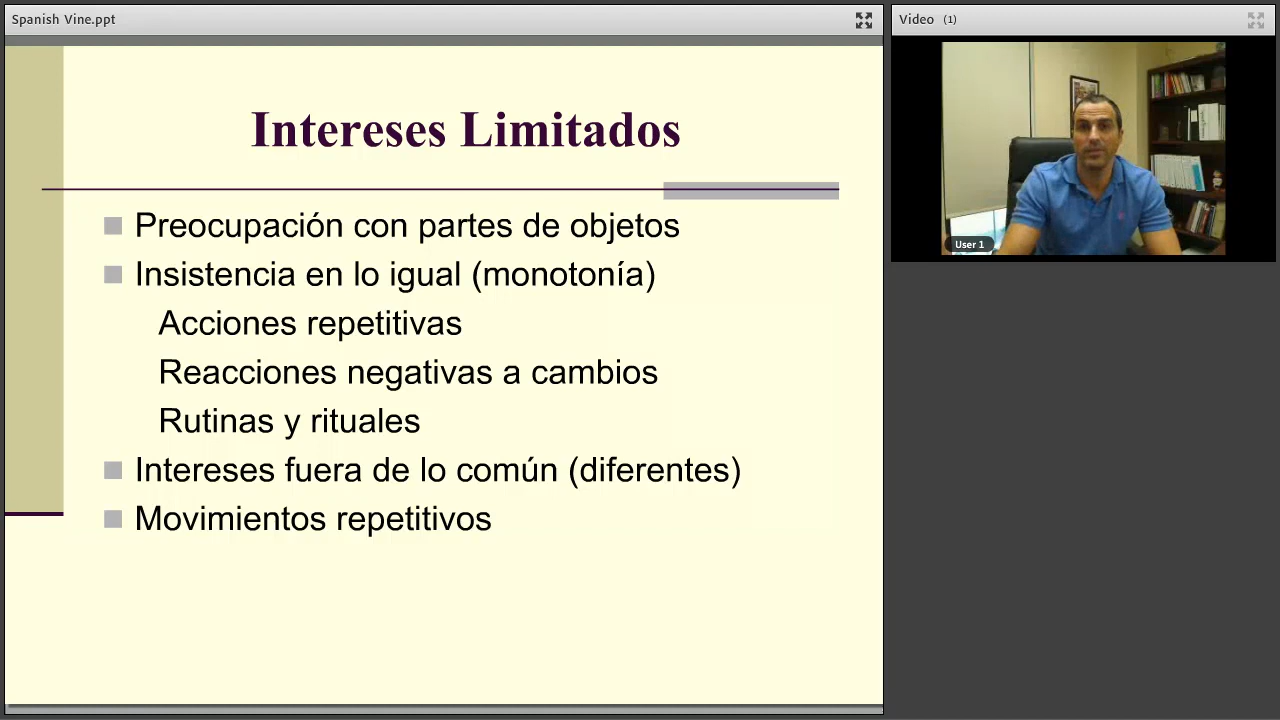 Spanish Vine.ppt
Intereses Limitados
Preocupación con partes de objetos
Insistencia en lo igual (monotonía)
Acciones repetitivas
Reacciones negativas a cambios
Rutinas y rituales
Intereses fuera de lo común (diferentes)
Movimientos repetitivos
Video (1)
User 1